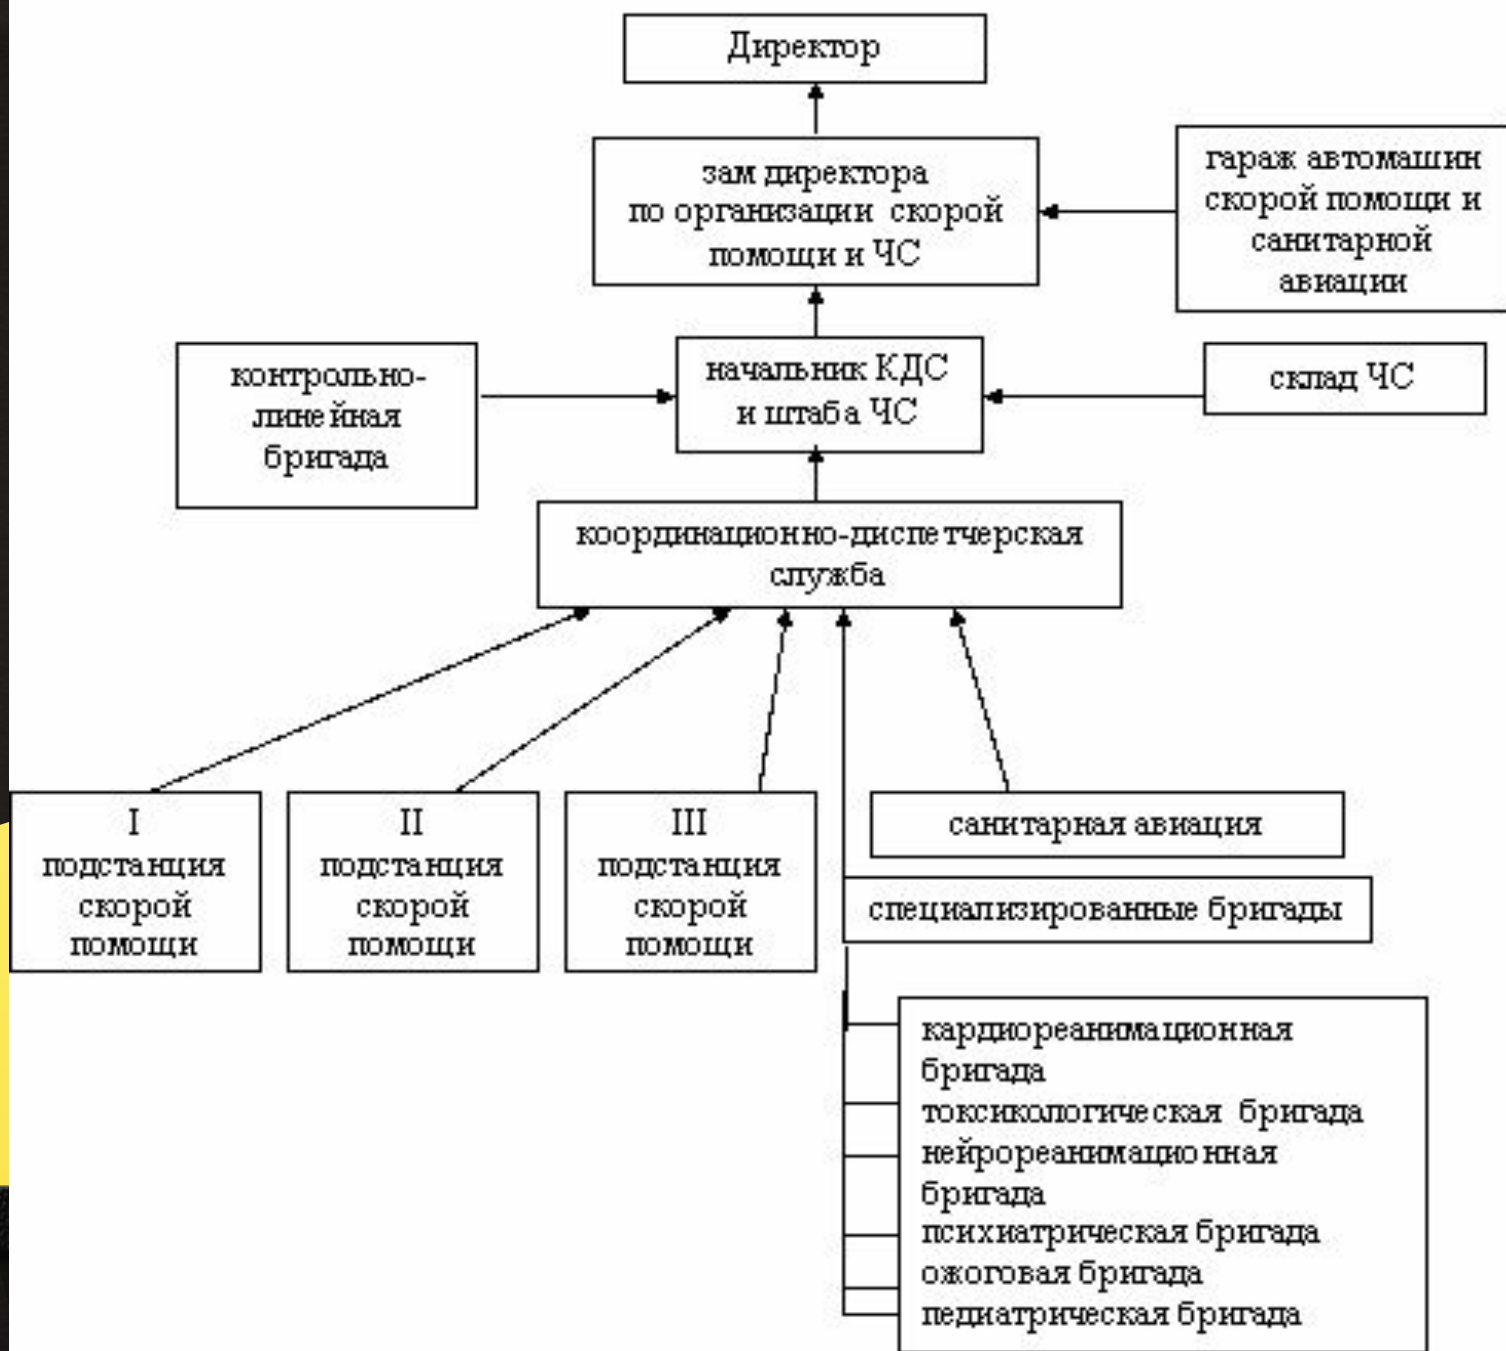 Директор
зам директора
по организации скорой
помощи и ЧС
гараж автомашин
скорой помощи и
санитарной
авиации
контрольно-
линейная
бригада
начальник КДС
и штаба ЧС
склад ЧС
координационно-диспетчерская
служба
I
подстанция
скорой
помощи
II
подстанция
скорой
помощи
III
подстанция
скорой
помощи
санитарная авиация
специализированные бригады
кардиореанимационная
бригада
токсикологическая бригада
нейрореанимационная
бригада
психиатрическая бригада
ожоговая бригада
педиатрическая бригада